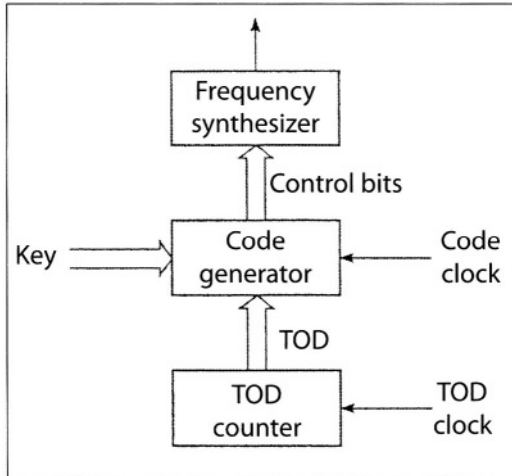 Frequency
synthesizer
Control bits
Key
Code
generator
Code
clock
TOD
TOD
counter
TOD
clock